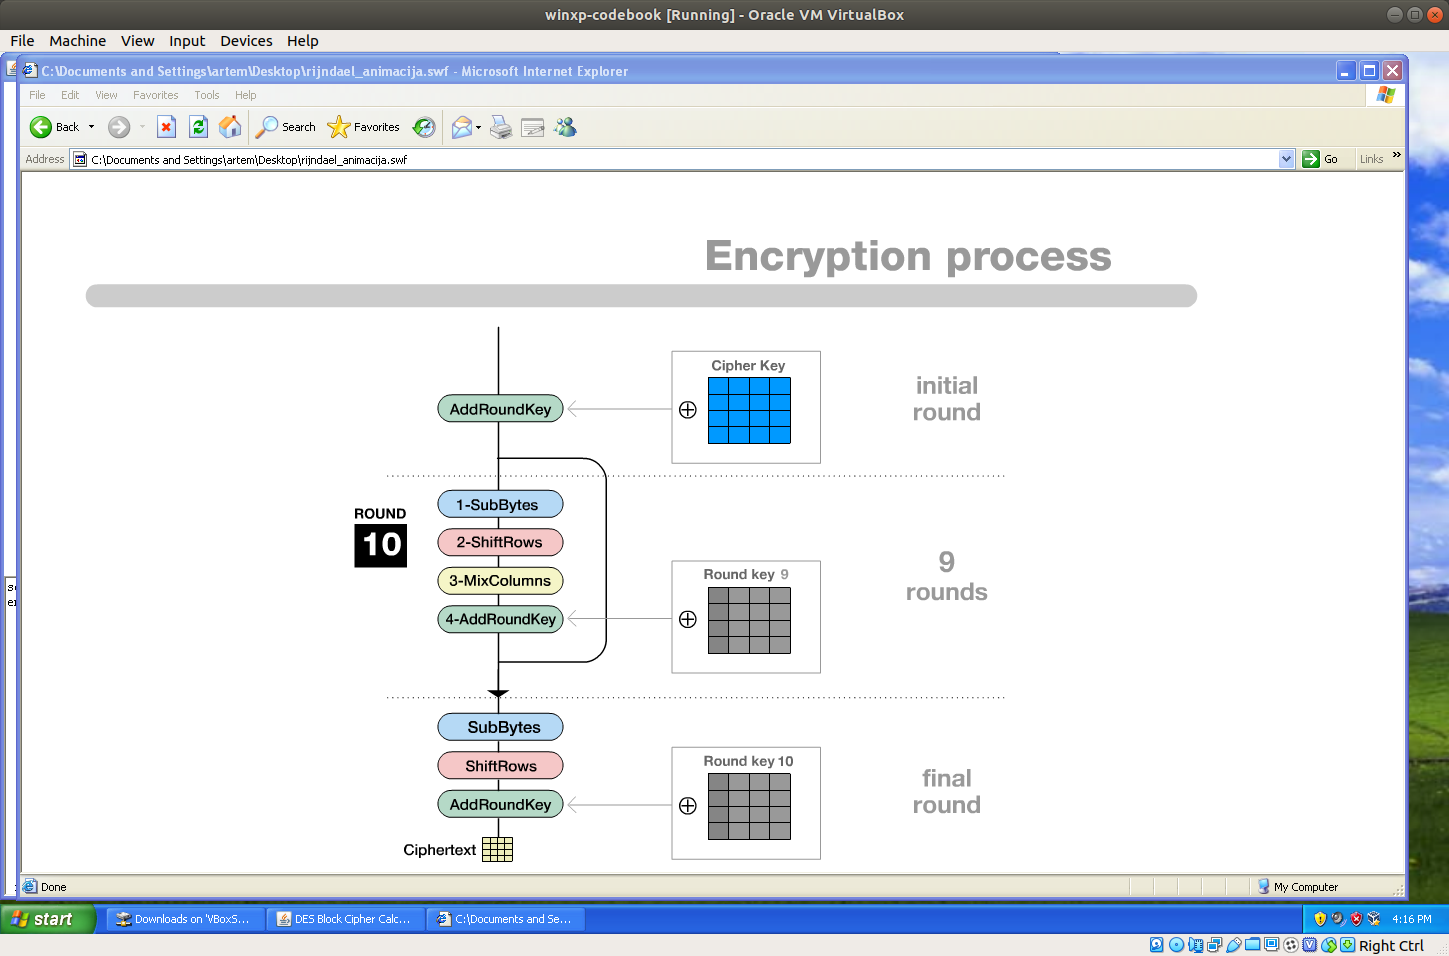 winxp-codebook [Running] - Oracle VM VirtualBox
File Machine View Input Devices Help
C:\Documents and Settings\artem\Desktop\rijndael_animacija.swf - Microsoft Internet Explorer
File Edit View Favorites Tools Help
Back Search Favorites
Address C:\Documents and Settings\artem\Desktop\rijndael_animacija.swf Go Links »
Encryption process
Cipher Key
initial
round
AddRoundKey
ROUND
10
1-SubBytes
2-ShiftRows
3-MixColumns
4-AddRoundKey
Round key 9
9
rounds
SubBytes
ShiftRows
AddRoundKey
Round key 10
final
round
Ciphertext
Done My Computer
start Downloads on 'VBoxS... DES Block Cipher Calc... C:\Documents and Se... 4:16 PM
Right Ctrl